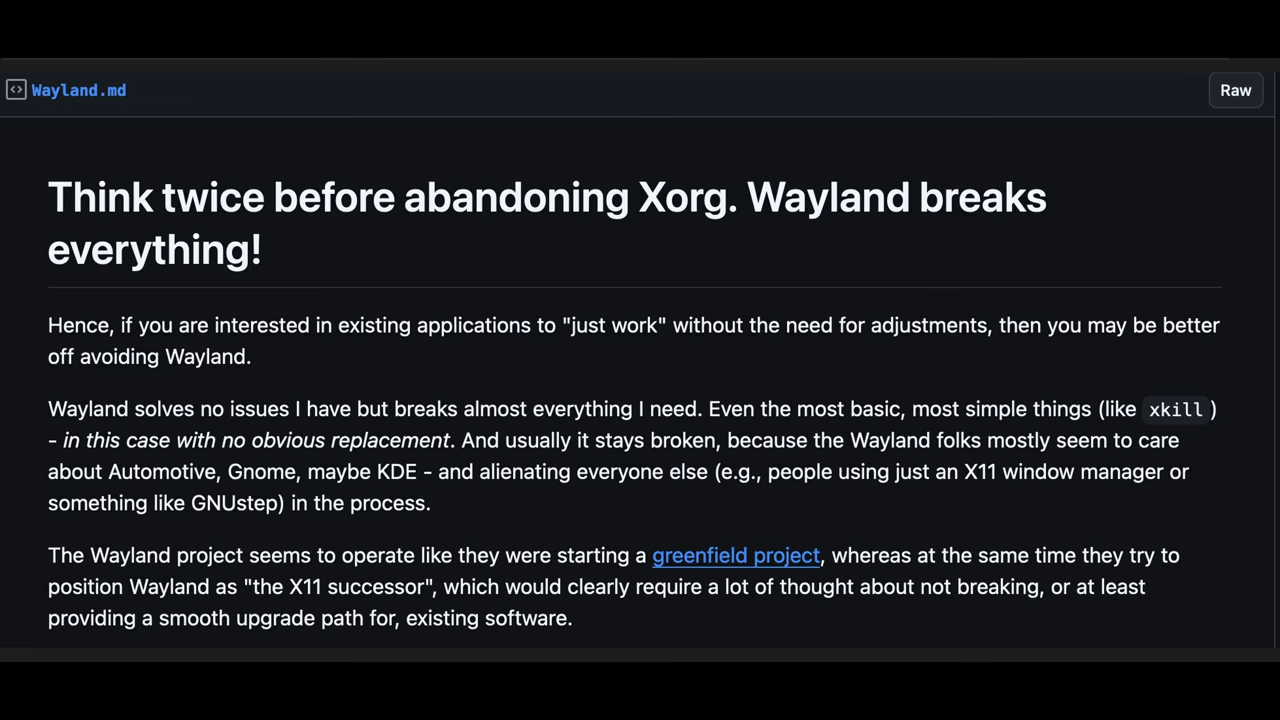 Wayland.md
Raw
Think twice before abandoning Xorg. Wayland breaks
everything!
Hence, if you are interested in existing applications to "just work" without the need for adjustments, then you may be better
off avoiding Wayland.
Wayland solves no issues I have but breaks almost everything I need. Even the most basic, most simple things (like xkill )
- in this case with no obvious replacement. And usually it stays broken, because the Wayland folks mostly seem to care
about Automotive, Gnome, maybe KDE - and alienating everyone else (e.g., people using just an X11 window manager or
something like GNUstep) in the process.
The Wayland project seems to operate like they were starting a greenfield project, whereas at the same time they try to
position Wayland as "the X11 successor", which would clearly require a lot of thought about not breaking, or at least
providing a smooth upgrade path for, existing software.